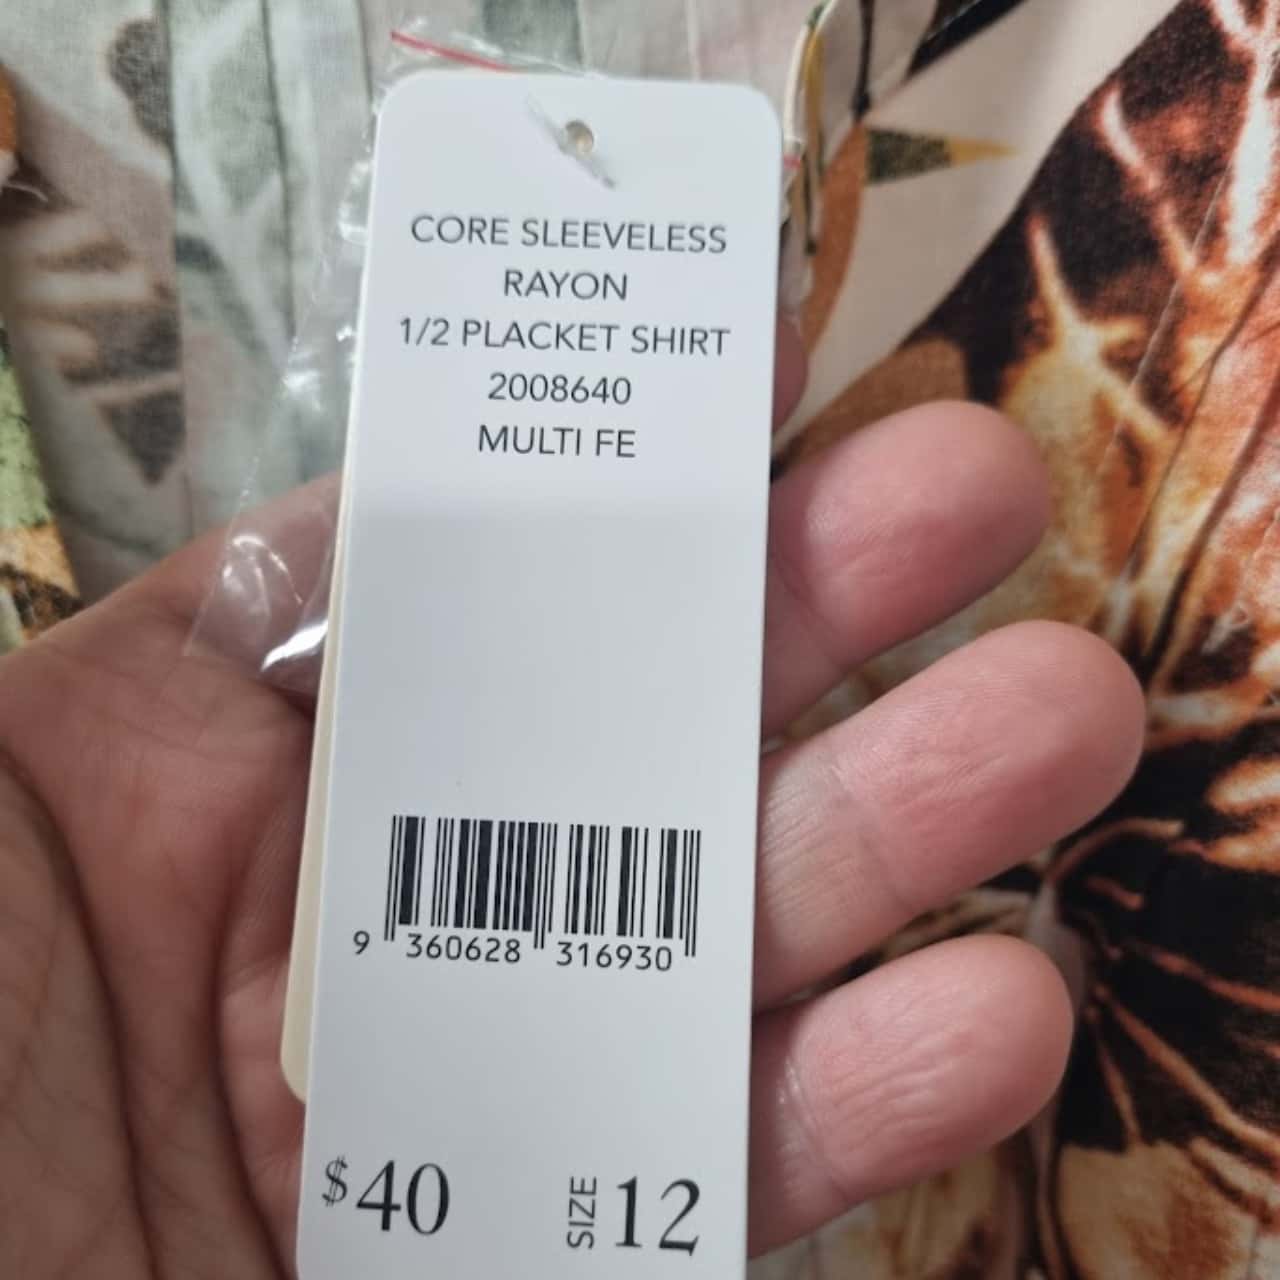 CORE SLEEVELESS
RAYON
1/2 PLACKET SHIRT
2008640
MULTI FE
9 360628 316930
$40 SIZE 12